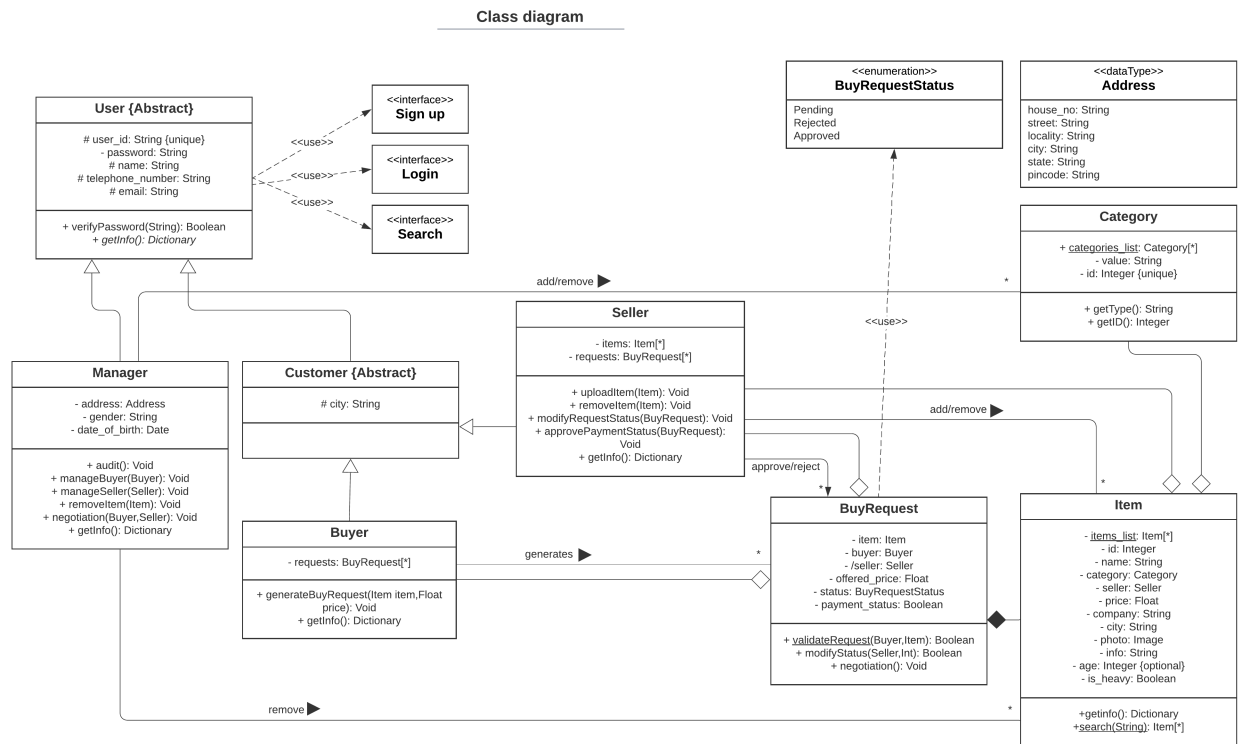 Class diagram
User {Abstract}
# user_id: String {unique}
- password: String
# name: String
# telephone_number: String
# email: String
+ verifyPassword(String): Boolean
+ getInfo(): Dictionary
<<use>>
<<use>>
<<use>>
<<interface>>
Sign up
<<interface>>
Login
<<interface>>
Search
<<enumeration>>
BuyRequestStatus
Pending
Rejected
Approved
<<dataType>>
Address
house_no: String
street: String
locality: String
city: String
state: String
pincode: String
Category
+ categories_list: Category[*]
- value: String
- id: Integer {unique}
+ getType(): String
+ getID(): Integer
add/remove
*
<<use>>
Manager
- address: Address
- gender: String
- date_of_birth: Date
+ audit(): Void
+ manageBuyer(Buyer): Void
+ manageSeller(Seller): Void
+ removeItem(Item): Void
+ negotiation(Buyer,Seller): Void
+ getInfo(): Dictionary
Customer {Abstract}
# city: String
Seller
- items: Item[*]
- requests: BuyRequest[*]
+ uploadItem(Item): Void
+ removeItem(Item): Void
+ modifyRequestStatus(BuyRequest): Void
+ approvePaymentStatus(BuyRequest):
Void
+ getInfo(): Dictionary
add/remove
*
approve/reject
*
Buyer
- requests: BuyRequest[*]
+ generateBuyRequest(Item item,Float
price): Void
+ getInfo(): Dictionary
generates
*
BuyRequest
- item: Item
- buyer: Buyer
- /seller: Seller
- offered_price: Float
- status: BuyRequestStatus
- payment_status: Boolean
+ validateRequest(Buyer,Item): Boolean
+ modifyStatus(Seller,Int): Boolean
+ negotiation(): Void
Item
- items_list: Item[*]
- id: Integer
- name: String
- category: Category
- seller: Seller
- price: Float
- company: String
- city: String
- photo: Image
- info: String
- age: Integer {optional}
- is_heavy: Boolean
+getinfo(): Dictionary
+search(String): Item[*]
remove
*